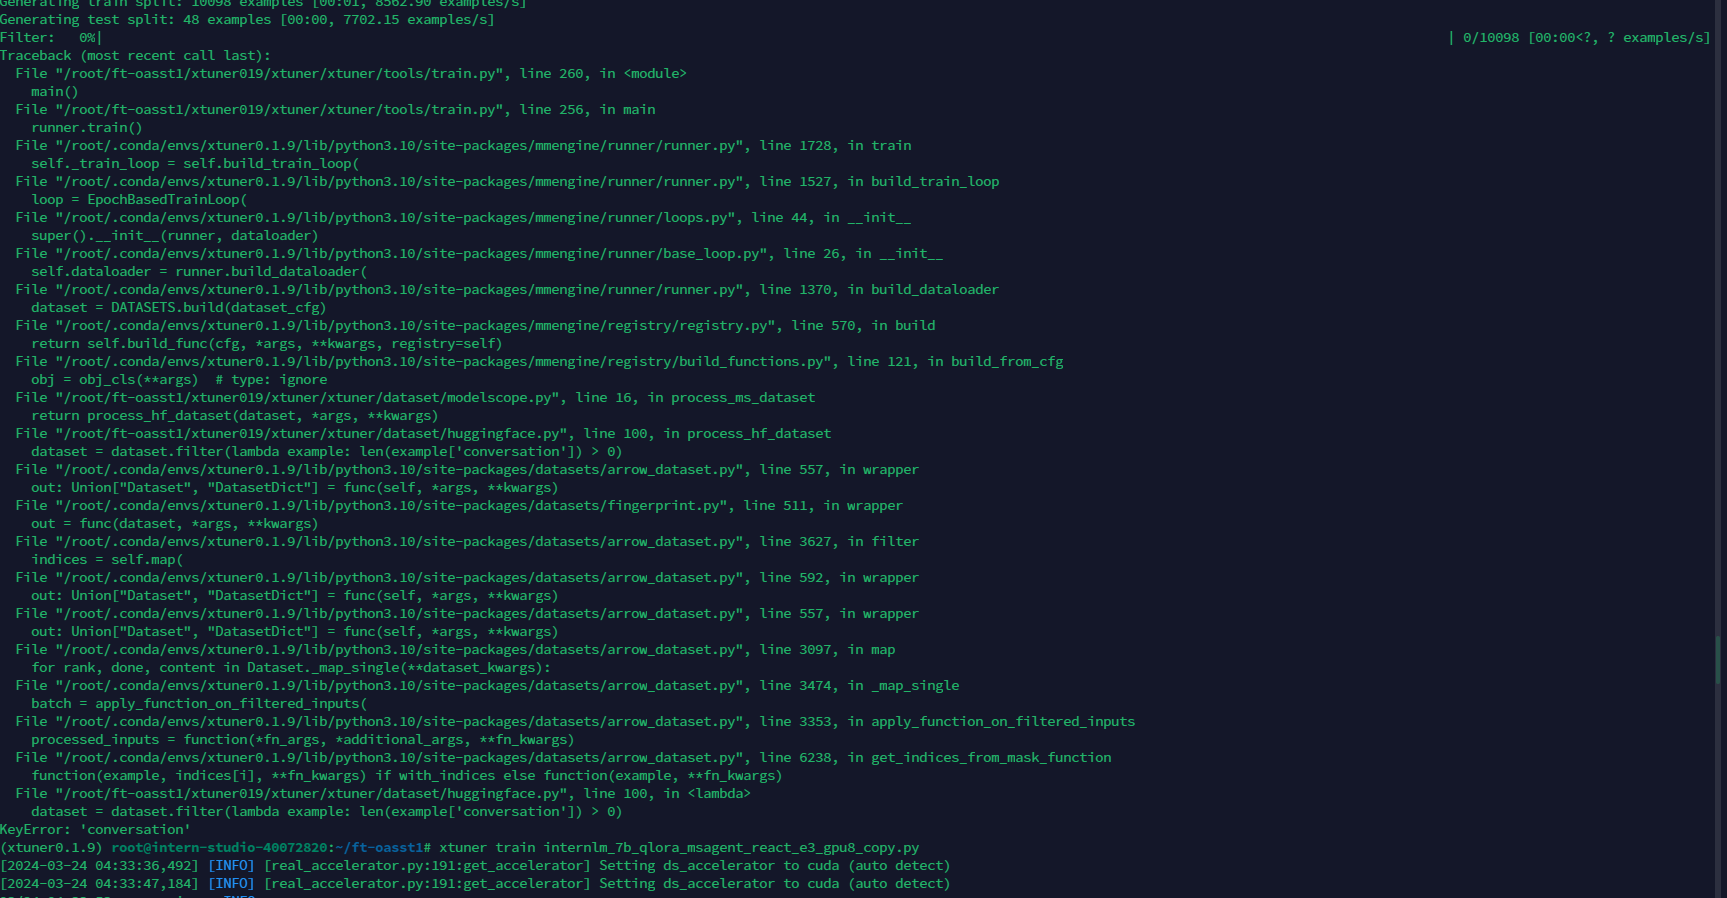 Generating train split: 10098 examples [00:01, 8562.90 examples/s]
Generating test split: 48 examples [00:00, 7702.15 examples/s]
Filter:   0%|                    | 0/10098 [00:00<?, ? examples/s]
Traceback (most recent call last):
  File "/root/ft-oasst1/xtuner019/xtuner/xtuner/tools/train.py", line 260, in <module>
    main()
  File "/root/ft-oasst1/xtuner019/xtuner/xtuner/tools/train.py", line 256, in main
    runner.train()
  File "/root/.conda/envs/xtuner0.1.9/lib/python3.10/site-packages/mmengine/runner/runner.py", line 1728, in train
    self._train_loop = self.build_train_loop(
  File "/root/.conda/envs/xtuner0.1.9/lib/python3.10/site-packages/mmengine/runner/runner.py", line 1527, in build_train_loop
    loop = EpochBasedTrainLoop(
  File "/root/.conda/envs/xtuner0.1.9/lib/python3.10/site-packages/mmengine/runner/loops.py", line 44, in __init__
    super().__init__(runner, dataloader)
  File "/root/.conda/envs/xtuner0.1.9/lib/python3.10/site-packages/mmengine/runner/base_loop.py", line 26, in __init__
    self.dataloader = runner.build_dataloader(
  File "/root/.conda/envs/xtuner0.1.9/lib/python3.10/site-packages/mmengine/runner/runner.py", line 1370, in build_dataloader
    dataset = DATASETS.build(dataset_cfg)
  File "/root/.conda/envs/xtuner0.1.9/lib/python3.10/site-packages/mmengine/registry/registry.py", line 570, in build
    return self.build_func(cfg, *args, **kwargs, registry=self)
  File "/root/.conda/envs/xtuner0.1.9/lib/python3.10/site-packages/mmengine/registry/build_functions.py", line 121, in build_from_cfg
    obj = obj_cls(**args)  # type: ignore
  File "/root/ft-oasst1/xtuner019/xtuner/xtuner/dataset/modelscope.py", line 16, in process_ms_dataset
    return process_hf_dataset(dataset, *args, **kwargs)
  File "/root/ft-oasst1/xtuner019/xtuner/xtuner/dataset/huggingface.py", line 100, in process_hf_dataset
    dataset = dataset.filter(lambda example: len(example['conversation']) > 0)
  File "/root/.conda/envs/xtuner0.1.9/lib/python3.10/site-packages/datasets/arrow_dataset.py", line 557, in wrapper
    out: Union["Dataset", "DatasetDict"] = func(self, *args, **kwargs)
  File "/root/.conda/envs/xtuner0.1.9/lib/python3.10/site-packages/datasets/fingerprint.py", line 511, in wrapper
    out = func(dataset, *args, **kwargs)
  File "/root/.conda/envs/xtuner0.1.9/lib/python3.10/site-packages/datasets/arrow_dataset.py", line 3627, in filter
    indices = self.map(
  File "/root/.conda/envs/xtuner0.1.9/lib/python3.10/site-packages/datasets/arrow_dataset.py", line 592, in wrapper
    out: Union["Dataset", "DatasetDict"] = func(self, *args, **kwargs)
  File "/root/.conda/envs/xtuner0.1.9/lib/python3.10/site-packages/datasets/arrow_dataset.py", line 557, in wrapper
    out: Union["Dataset", "DatasetDict"] = func(self, *args, **kwargs)
  File "/root/.conda/envs/xtuner0.1.9/lib/python3.10/site-packages/datasets/arrow_dataset.py", line 3097, in map
    for rank, done, content in Dataset._map_single(**dataset_kwargs):
  File "/root/.conda/envs/xtuner0.1.9/lib/python3.10/site-packages/datasets/arrow_dataset.py", line 3474, in _map_single
    batch = apply_function_on_filtered_inputs(
  File "/root/.conda/envs/xtuner0.1.9/lib/python3.10/site-packages/datasets/arrow_dataset.py", line 3353, in apply_function_on_filtered_inputs
    processed_inputs = function(*fn_args, *additional_args, **fn_kwargs)
  File "/root/.conda/envs/xtuner0.1.9/lib/python3.10/site-packages/datasets/arrow_dataset.py", line 6238, in get_indices_from_mask_function
    function(example, indices[i], **fn_kwargs) if with_indices else function(example, **fn_kwargs)
  File "/root/ft-oasst1/xtuner019/xtuner/xtuner/dataset/huggingface.py", line 100, in <lambda>
    dataset = dataset.filter(lambda example: len(example['conversation']) > 0)
KeyError: 'conversation'
(xtuner0.1.9) root@intern-studio-40072820:~/ft-oasst1# xtuner train internlm_7b_qlora_msagent_react_e3_gpu8_copy.py
[2024-03-24 04:33:36,492] [INFO] [real_accelerator.py:191:get_accelerator] Setting ds_accelerator to cuda (auto detect)
[2024-03-24 04:33:47,184] [INFO] [real_accelerator.py:191:get_accelerator] Setting ds_accelerator to cuda (auto detect)